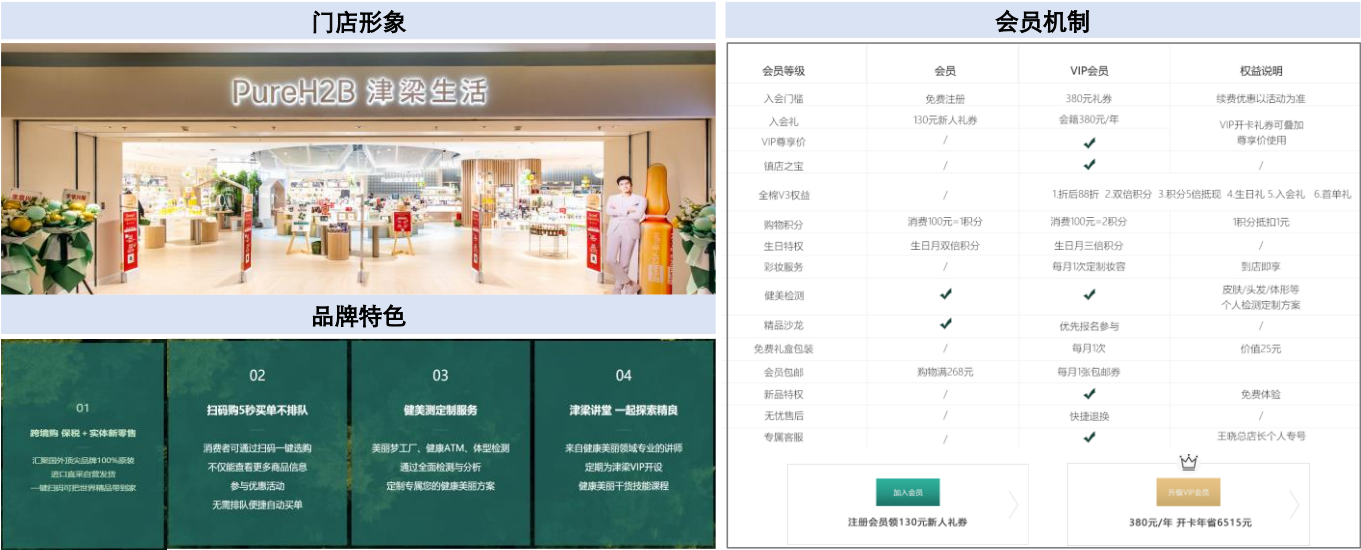 门店形象
PureH2B 津梁生活
品牌特色
01
跨境购 保税+实体新零售
汇聚国外顶尖品牌100%原装
进口直采自营发货
一键扫码可把世界精品带到家
02
扫码购5秒买单不排队
消费者可通过扫码一键选购
不仅能查看更多商品信息
参与优惠活动
无需排队便捷自动买单
03
健美测定制服务
美丽梦工厂、健康ATM、体型检测
通过全面检测与分析
定制专属您的健康美丽方案
04
津梁讲堂 一起探索精良
来自健康美丽领域专业的讲师
定期为津梁VIP开设
健康美丽干货技能课程
会员机制
会员等级 会员 VIP会员 权益说明
入会门槛 免费注册 380元礼券 续费优惠以活动为准
入会礼 130元新人礼券 会籍380元/年 VIP开卡礼券可叠加
尊享价使用
VIP尊享价 / ✔
镇店之宝 / ✔ /
全棉V3权益 / 1.折后88折 2.双倍积分 3.积分5倍抵现 4.生日礼 5.入会礼 6.首单礼
购物积分 消费100元=1积分 消费100元=2积分 1积分抵扣1元
生日特权 生日月双倍积分 生日月三倍积分 /
彩妆服务 / 每月1次定制妆容 到店即享
健美检测 ✔ ✔ 皮肤/头发/体形等
个人检测定制方案
精品沙龙 ✔ 优先报名参与 /
免费礼盒包装 / 每月1次 价值25元
会员包邮 购物满268元 每月1张包邮券
新品特权 / ✔ 免费体验
无忧售后 / 快捷退换 /
专属客服 / ✔ 王晓总店长个人专号
加入会员
注册会员领130元新人礼券
升级VIP会员
380元/年 开卡年省6515元